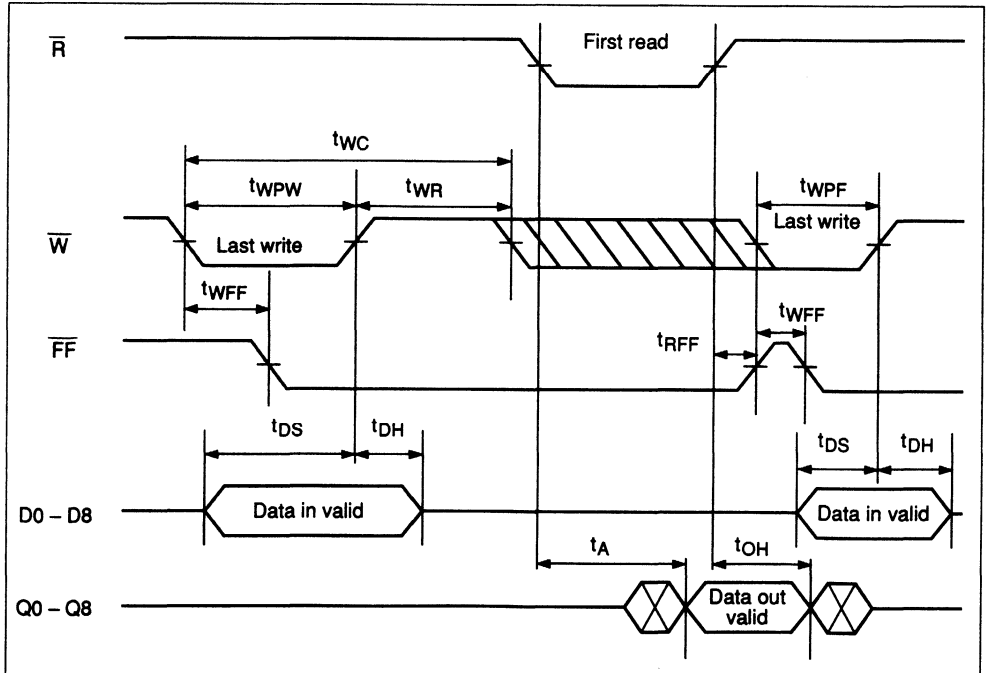 R̅ First read
tWC
tWPW tWR tWPF
W̅ Last write Last write
tWFF tWFF
F̅F̅ tRFF
tDS tDH tDS tDH
D0 – D8 Data in valid Data in valid
tA tOH
Q0 – Q8 Data out
valid